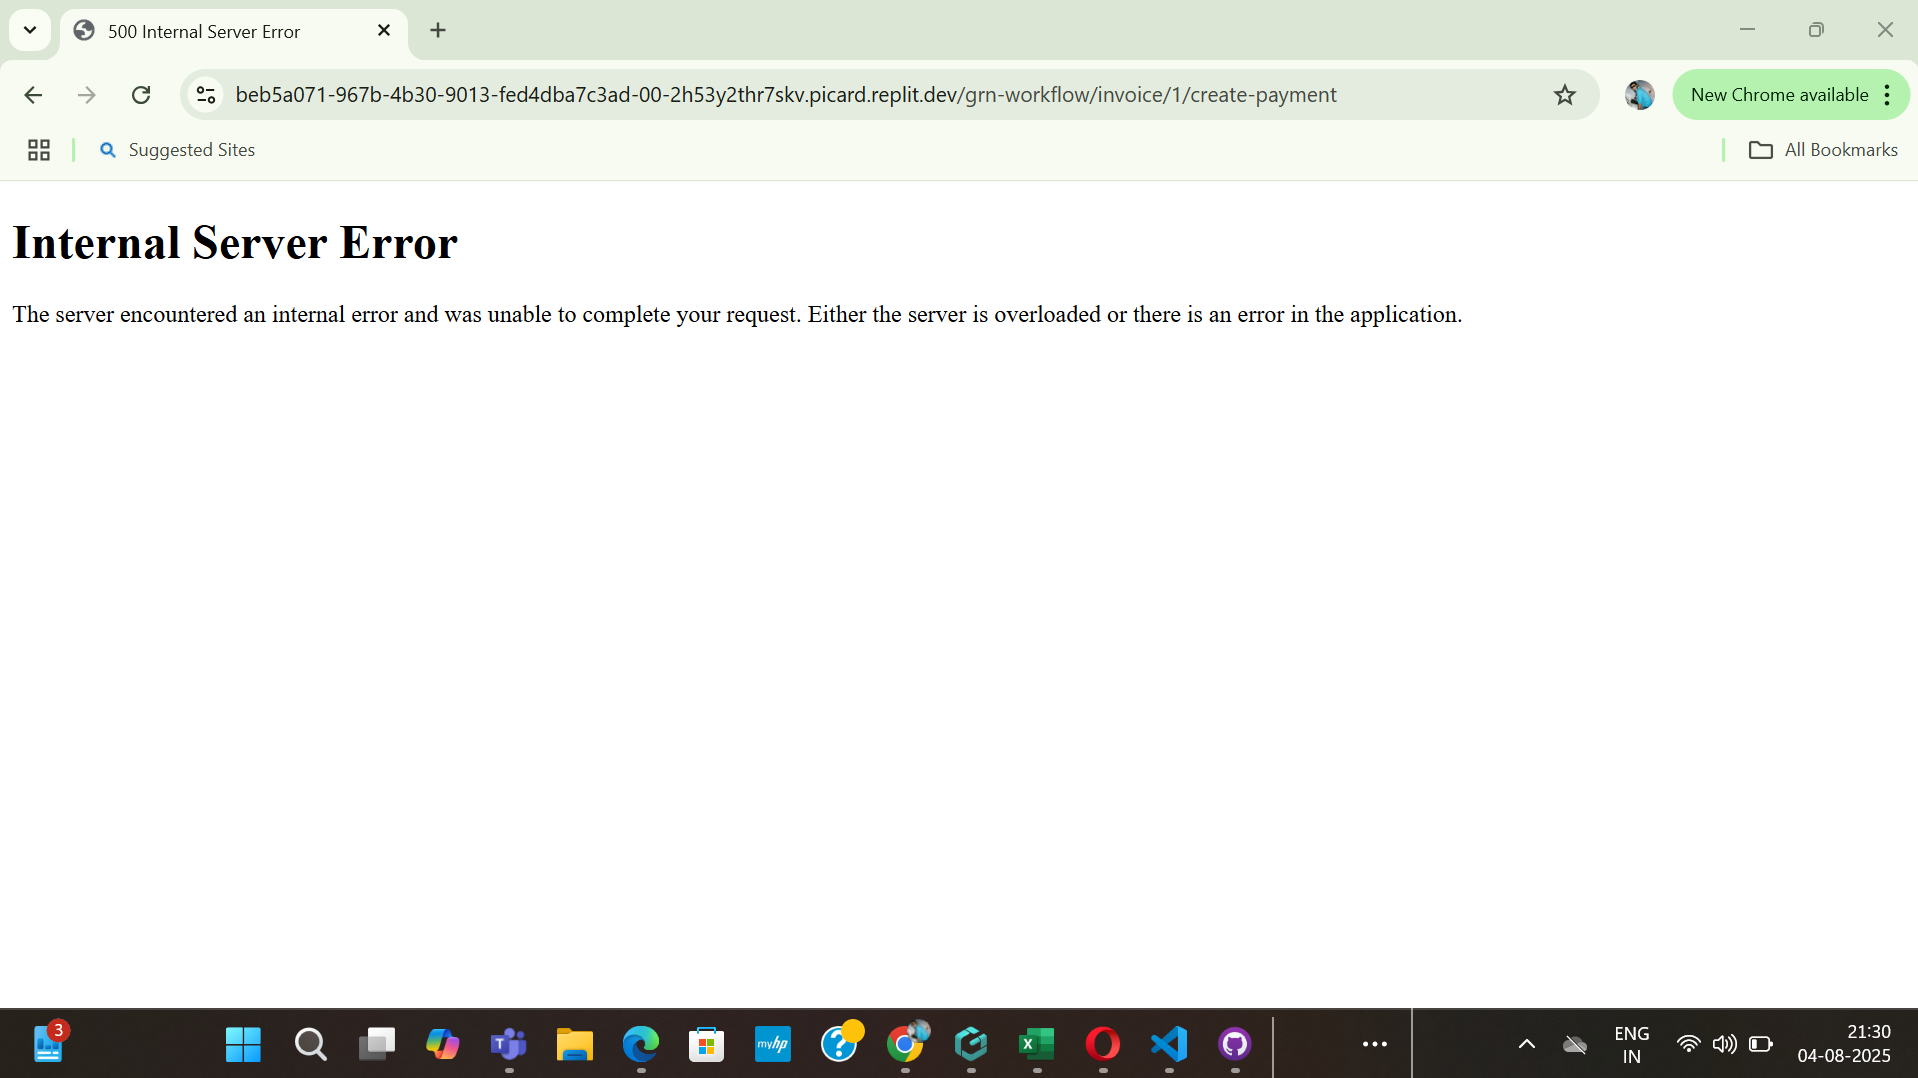 500 Internal Server Error
beb5a071-967b-4b30-9013-fed4dba7c3ad-00-2h53y2thr7skv.picard.replit.dev/grn-workflow/invoice/1/create-payment
New Chrome available
Suggested Sites
All Bookmarks
Internal Server Error
The server encountered an internal error and was unable to complete your request. Either the server is overloaded or there is an error in the application.
3
T
myhp
?
X
ENG
IN
21:30
04-08-2025